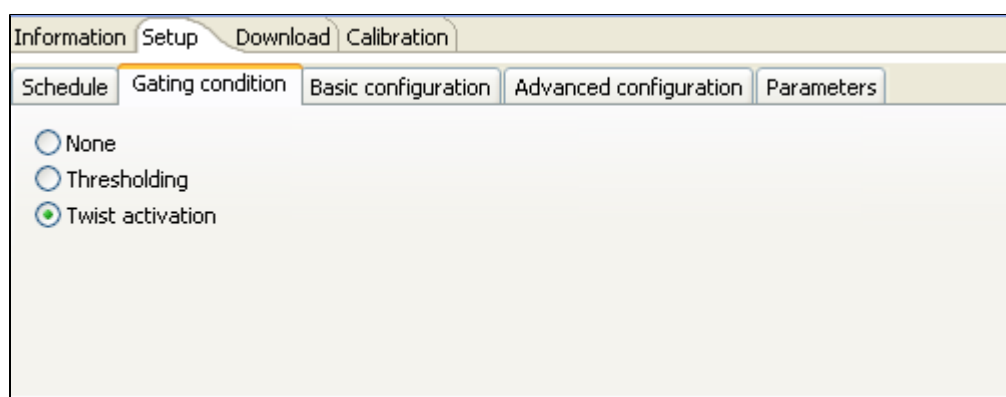 Information Setup Download Calibration
Schedule Gating condition Basic configuration Advanced configuration Parameters
None
Thresholding
Twist activation